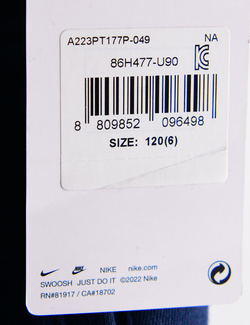 A223PT177P-049 NA
86H477-U90
8 809852 096498
SIZE: 120(6)
NIKE nike.com
SWOOSH JUST DO IT ©2022 Nike
RN#81917 / CA#18702